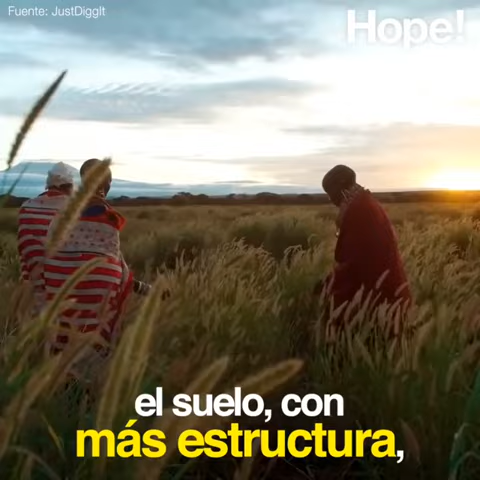 Fuente: JustDiggIt
Hope!
el suelo, con
más estructura,